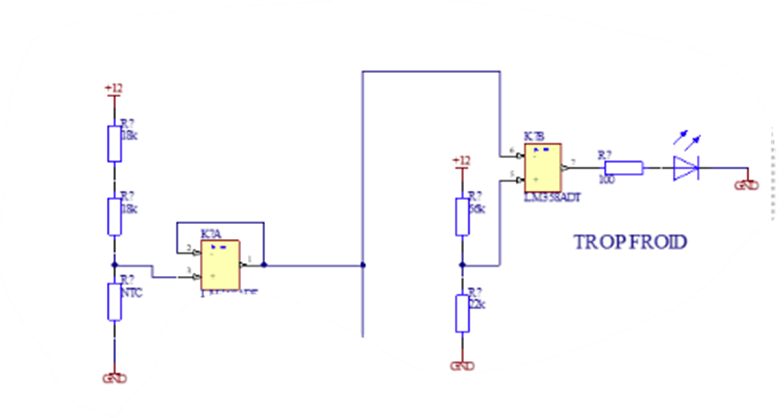 +12
R?
18k
R?
18k
R?
NTC
GND
K?A
2
3
1
+12
R?
56k
R?
22k
GND
K?B
6
5
7
LM358ADT
R?
100
GND
TROP FROID